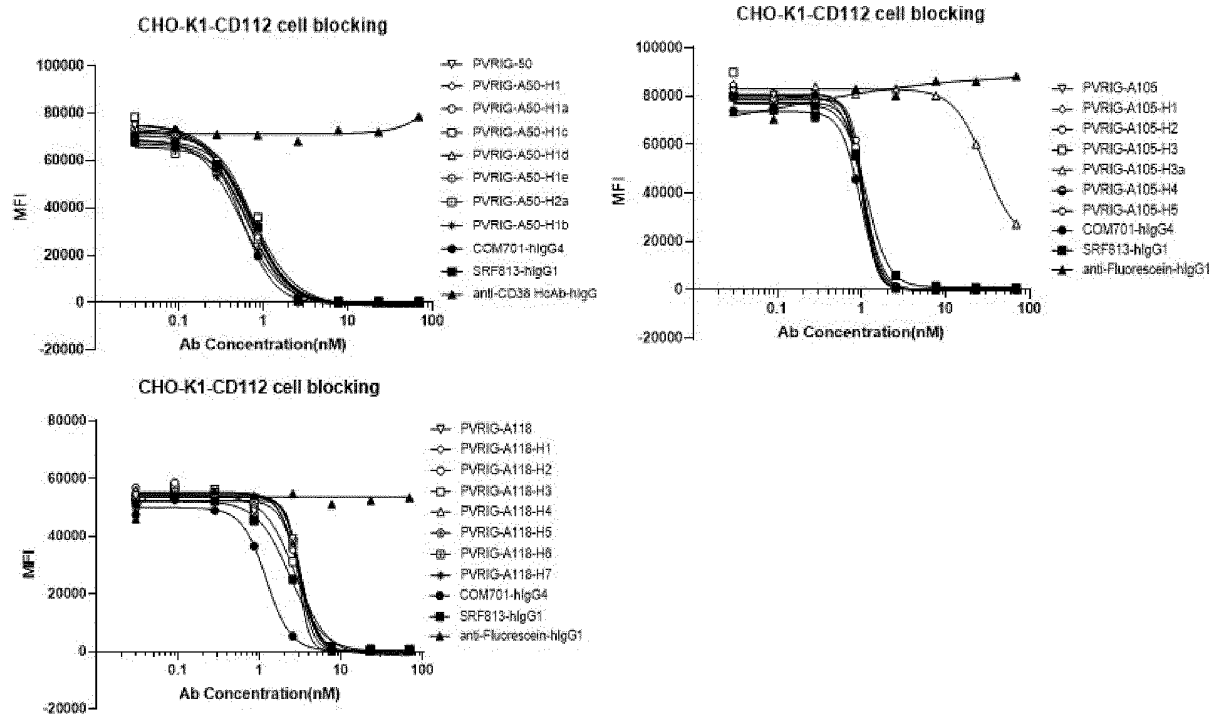 CHO-K1-CD112 cell blocking
100000
80000
60000
40000
20000
0
-20000
MFI
0.1
1
10
100
Ab Concentration(nM)
PVRIG-50
PVRIG-A50-H1
PVRIG-A50-H1a
PVRIG-A50-H1c
PVRIG-A50-H1d
PVRIG-A50-H1e
PVRIG-A50-H2a
PVRIG-A50-H1b
COM701-hIgG4
SRF813-hIgG1
anti-CD38 HcAb-hIgG
CHO-K1-CD112 cell blocking
100000
80000
60000
40000
20000
0
-20000
MFI
0.1
1
10
100
Ab Concentration(nM)
PVRIG-A105
PVRIG-A105-H1
PVRIG-A105-H2
PVRIG-A105-H3
PVRIG-A105-H3a
PVRIG-A105-H4
PVRIG-A105-H5
COM701-hIgG4
SRF813-hIgG1
anti-Fluorescein-hIgG1
CHO-K1-CD112 cell blocking
80000
60000
40000
20000
0
-20000
MFI
0.1
1
10
100
Ab Concentration(nM)
PVRIG-A118
PVRIG-A118-H1
PVRIG-A118-H2
PVRIG-A118-H3
PVRIG-A118-H4
PVRIG-A118-H5
PVRIG-A118-H6
PVRIG-A118-H7
COM701-hIgG4
SRF813-hIgG1
anti-Fluorescein-hIgG1